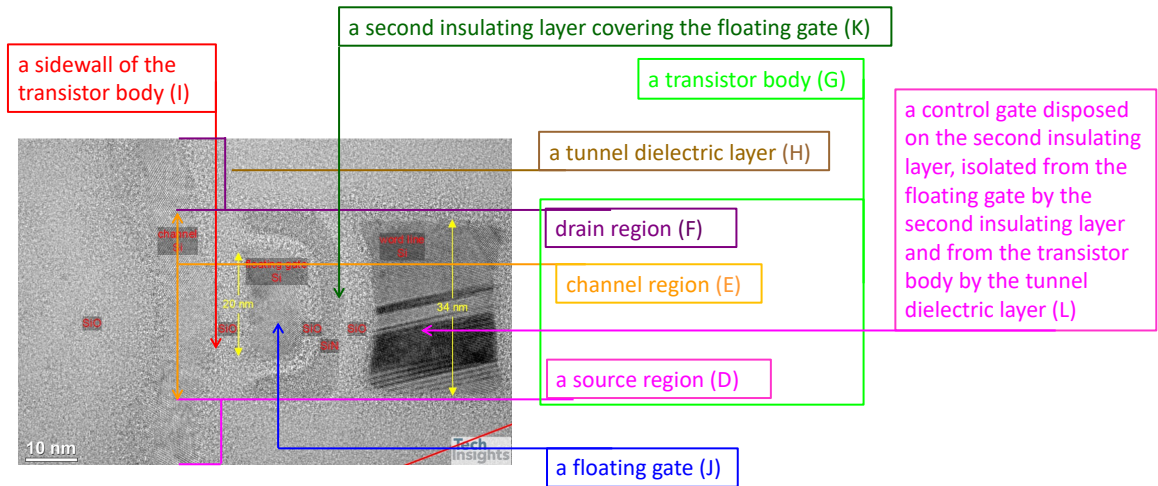 a second insulating layer covering the floating gate (K)
a sidewall of the
transistor body (I)
a transistor body (G)
a control gate disposed
on the second insulating
layer, isolated from the
floating gate by the
second insulating layer
and from the transistor
body by the tunnel
dielectric layer (L)
a tunnel dielectric layer (H)
drain region (F)
channel
Si
floating gate
Si
word line
channel region (E)
20 nm
34 nm
SiO
SiO
SiO
SiO
SiN
a source region (D)
10 nm
Tech
Insights
a floating gate (J)